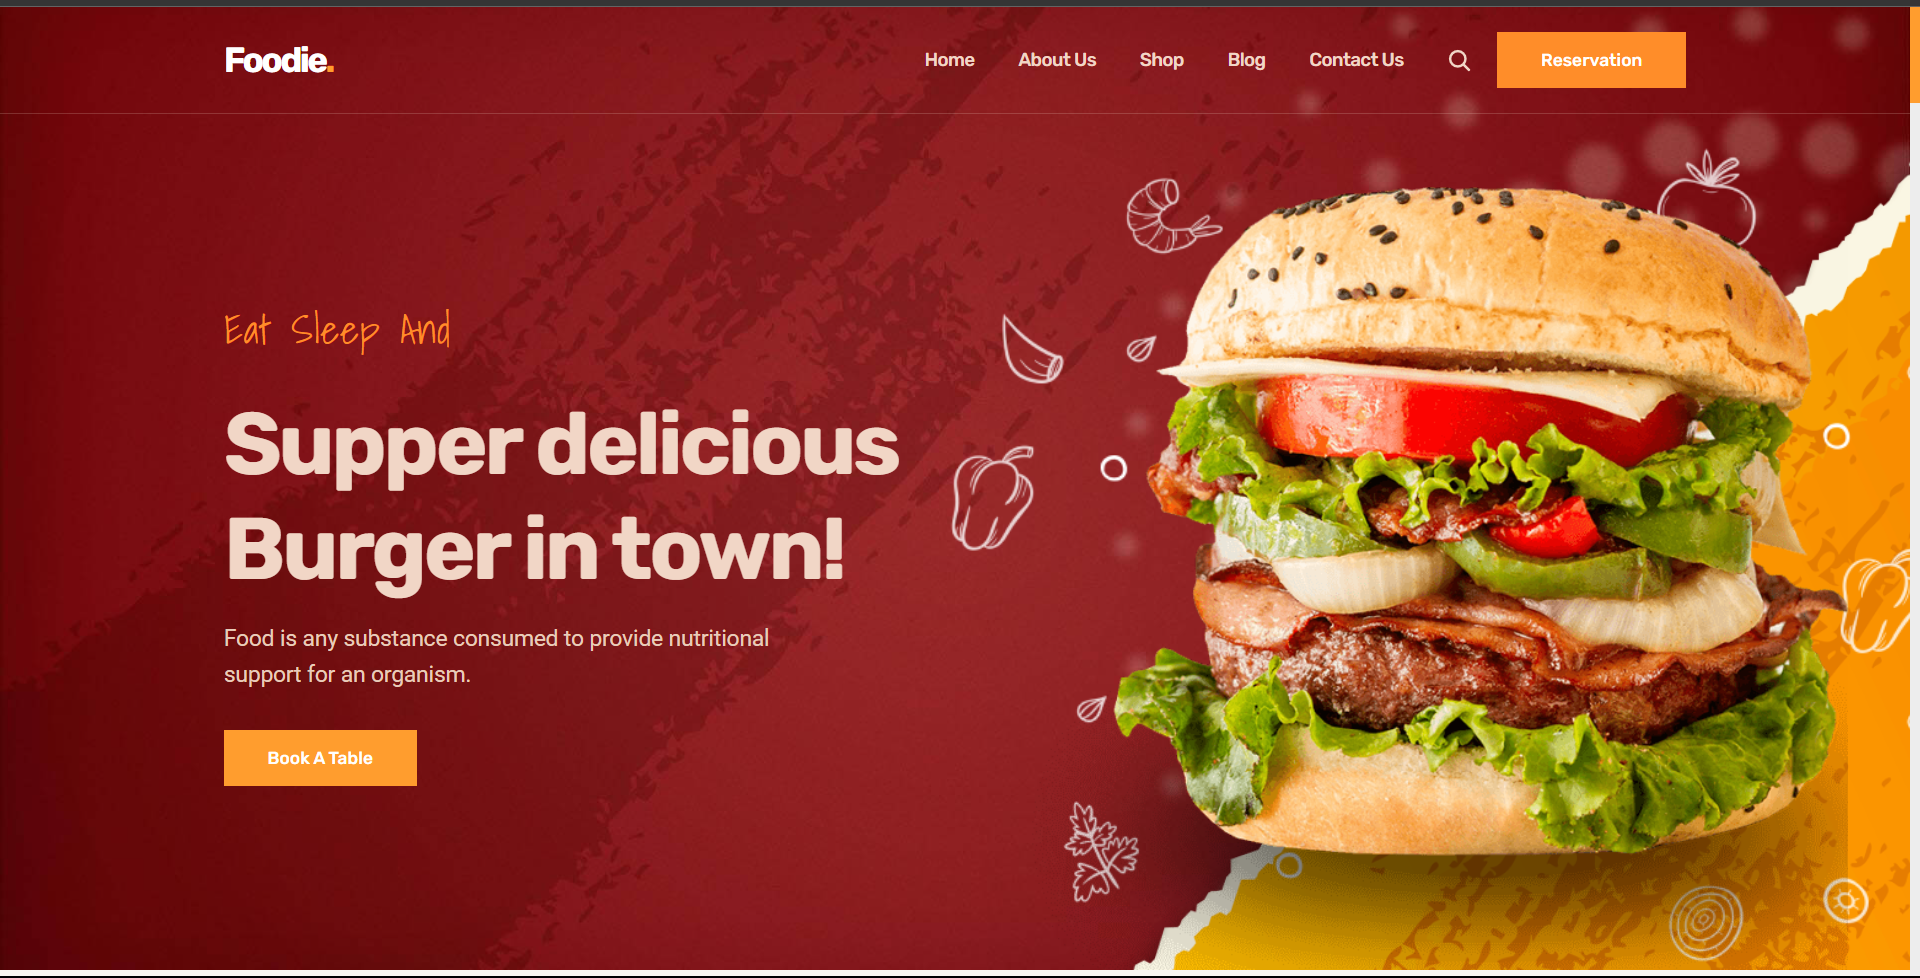 Foodie.
Home About Us Shop Blog Contact Us Reservation
Eat Sleep And
Supper delicious
Burger in town!
Food is any substance consumed to provide nutritional
support for an organism.
Book A Table